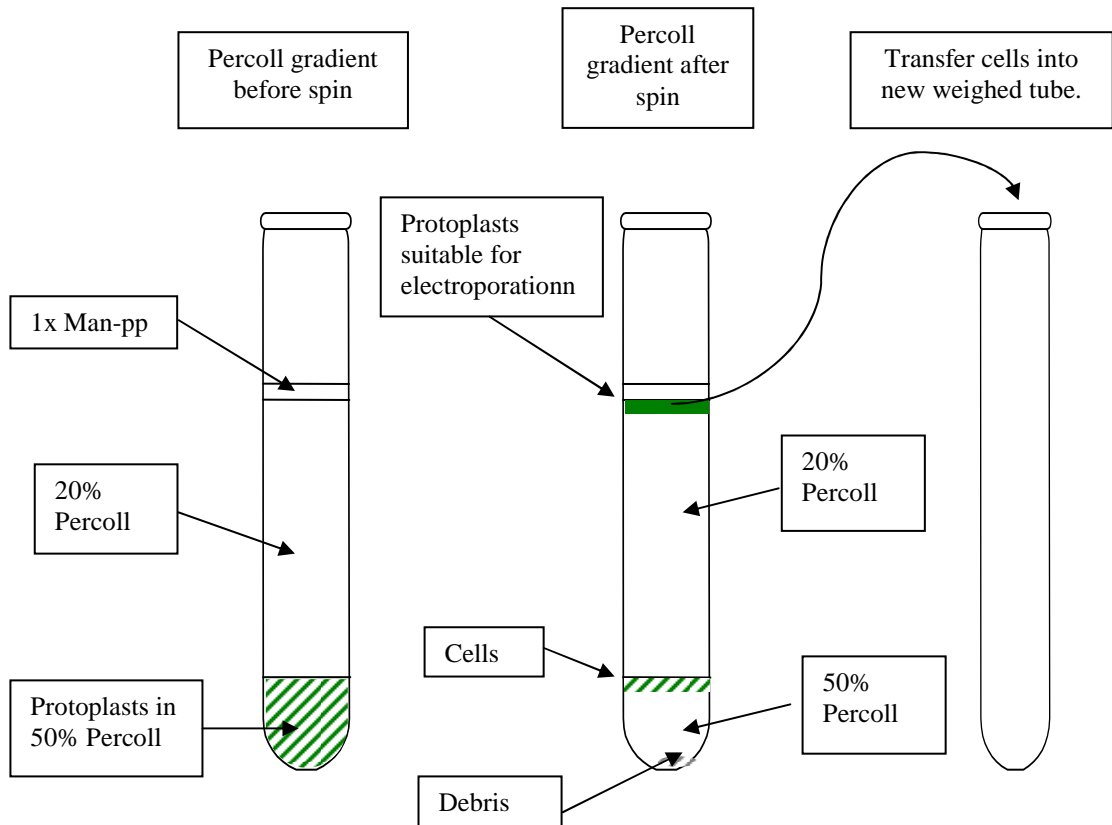 Percoll gradient
before spin
Percoll
gradient after
spin
Transfer cells into
new weighed tube.
Protoplasts
suitable for
electroporationn
1x Man-pp
20%
Percoll
20%
Percoll
Cells
50%
Percoll
Protoplasts in
50% Percoll
Debris